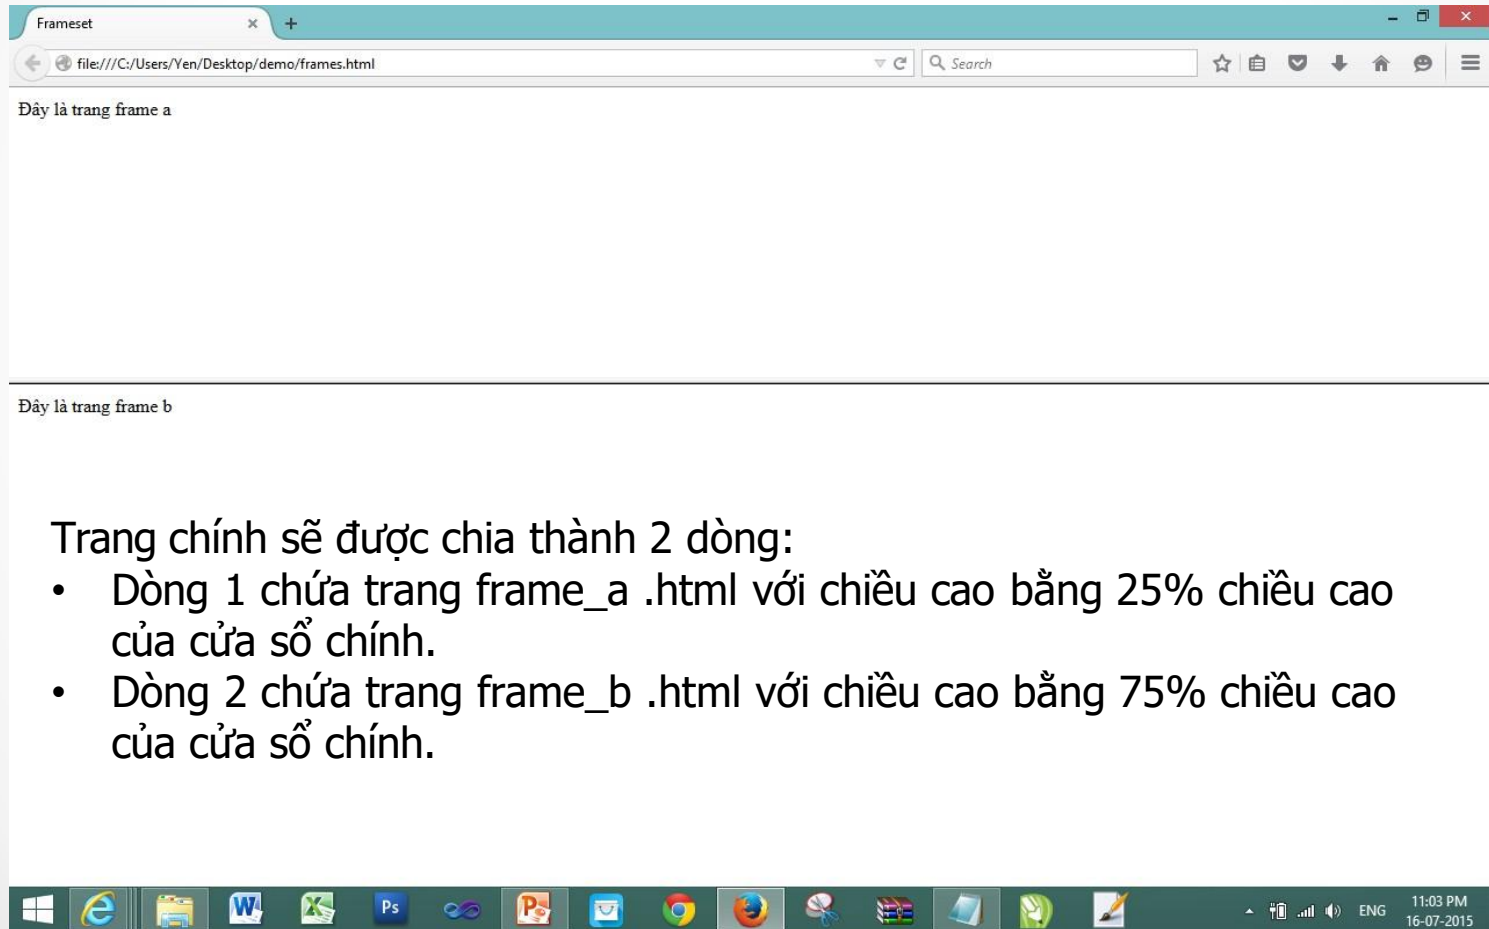 Frameset
file:///C:/Users/Yen/Desktop/demo/frames.html
Search
Đây là trang frame a
Đây là trang frame b
Trang chính sẽ được chia thành 2 dòng:
• Dòng 1 chứa trang frame_a .html với chiều cao bằng 25% chiều cao
của cửa sổ chính.
• Dòng 2 chứa trang frame_b .html với chiều cao bằng 75% chiều cao
của cửa sổ chính.
Ps
ENG
11:03 PM
16-07-2015